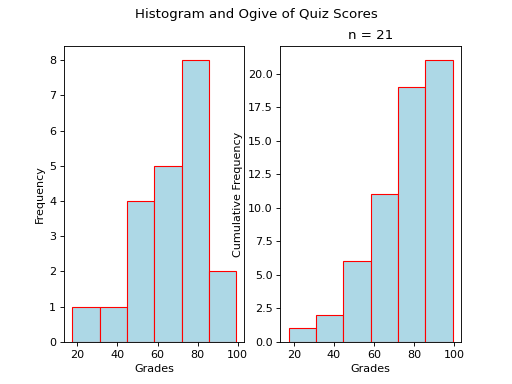 Histogram and Ogive of Quiz Scores
n = 21
8
7
6
5
4
3
2
1
0
Frequency
20 40 60 80 100
Grades
20.0
17.5
15.0
12.5
10.0
7.5
5.0
2.5
0.0
Cumulative Frequency
20 40 60 80 100
Grades